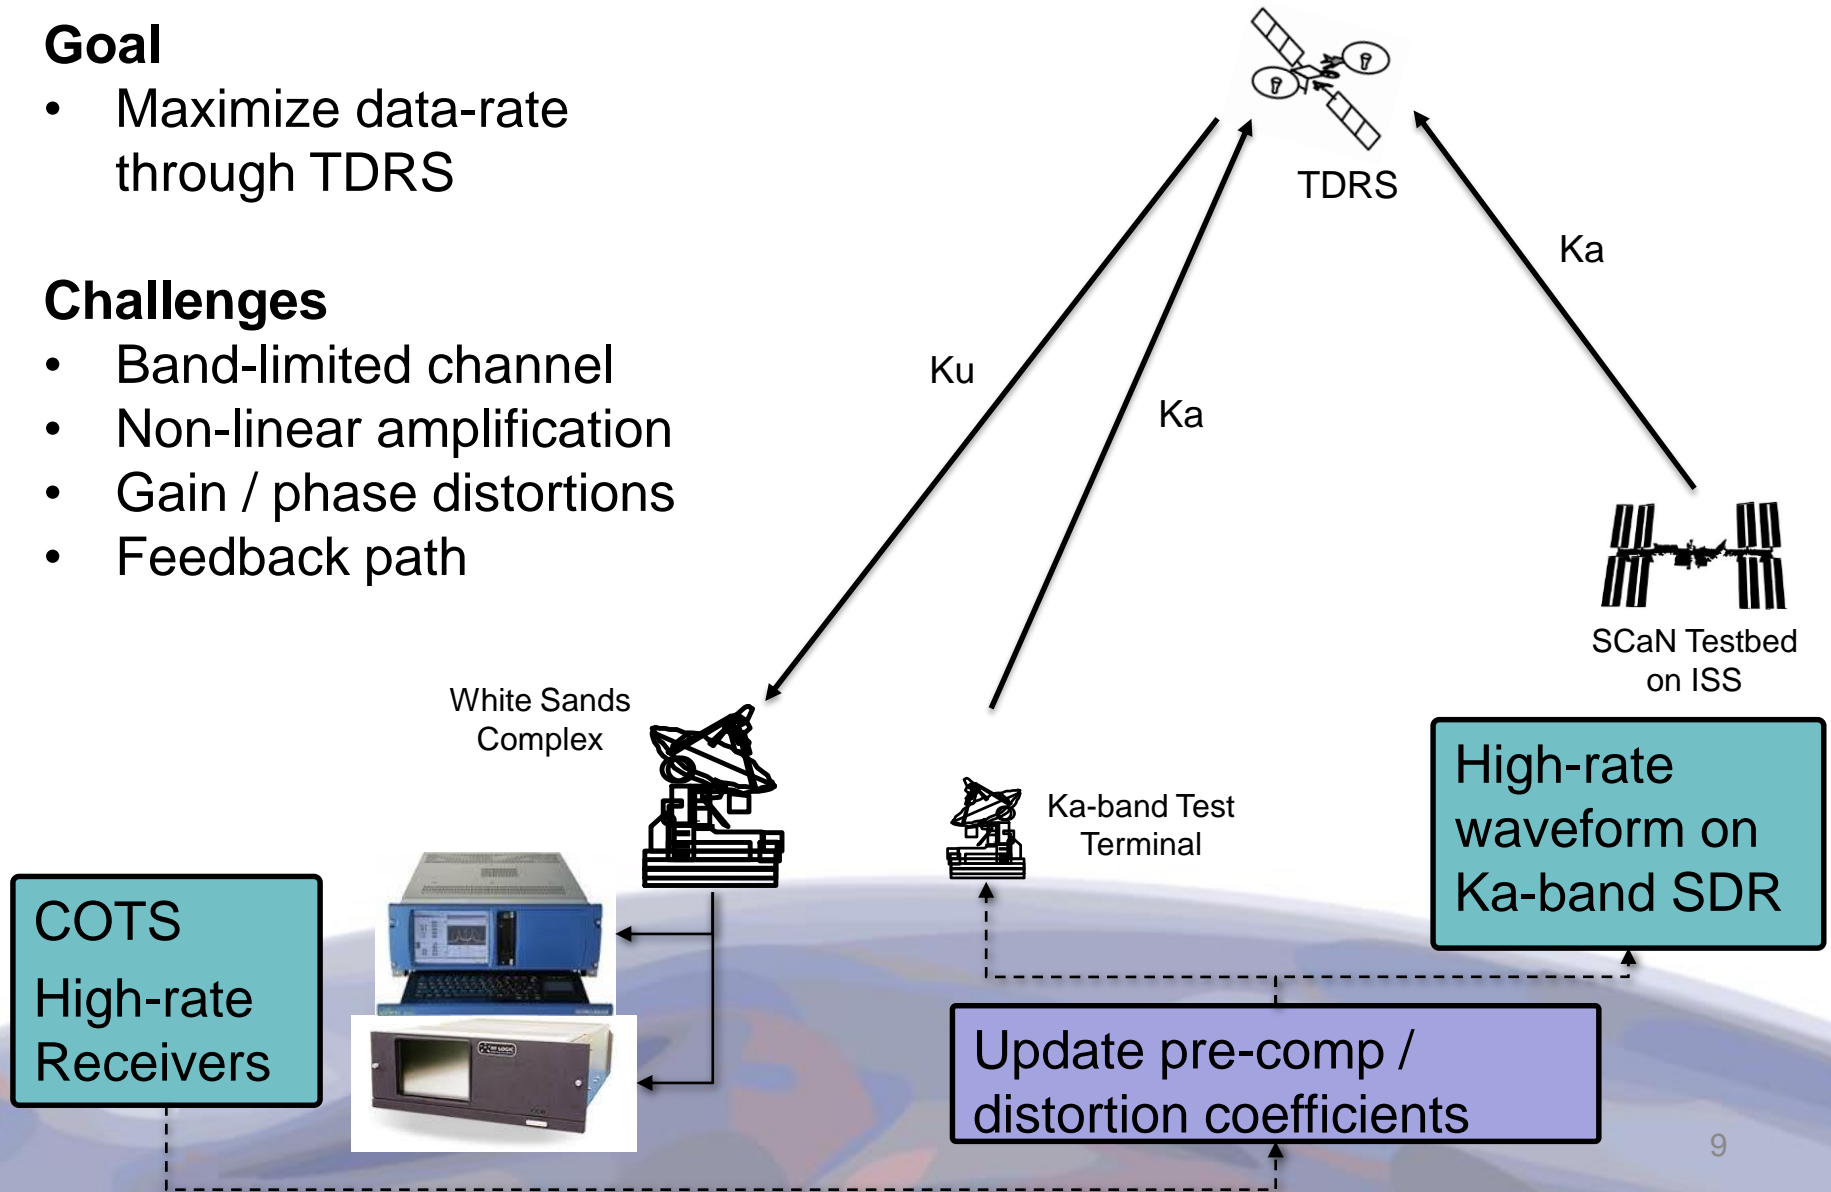 Goal
• Maximize data-rate
through TDRS
Challenges
• Band-limited channel
• Non-linear amplification
• Gain / phase distortions
• Feedback path
TDRS
Ka
Ku
Ka
SCaN Testbed
on ISS
White Sands
Complex
Ka-band Test
Terminal
High-rate
waveform on
Ka-band SDR
COTS
High-rate
Receivers
Update pre-comp /
distortion coefficients
9